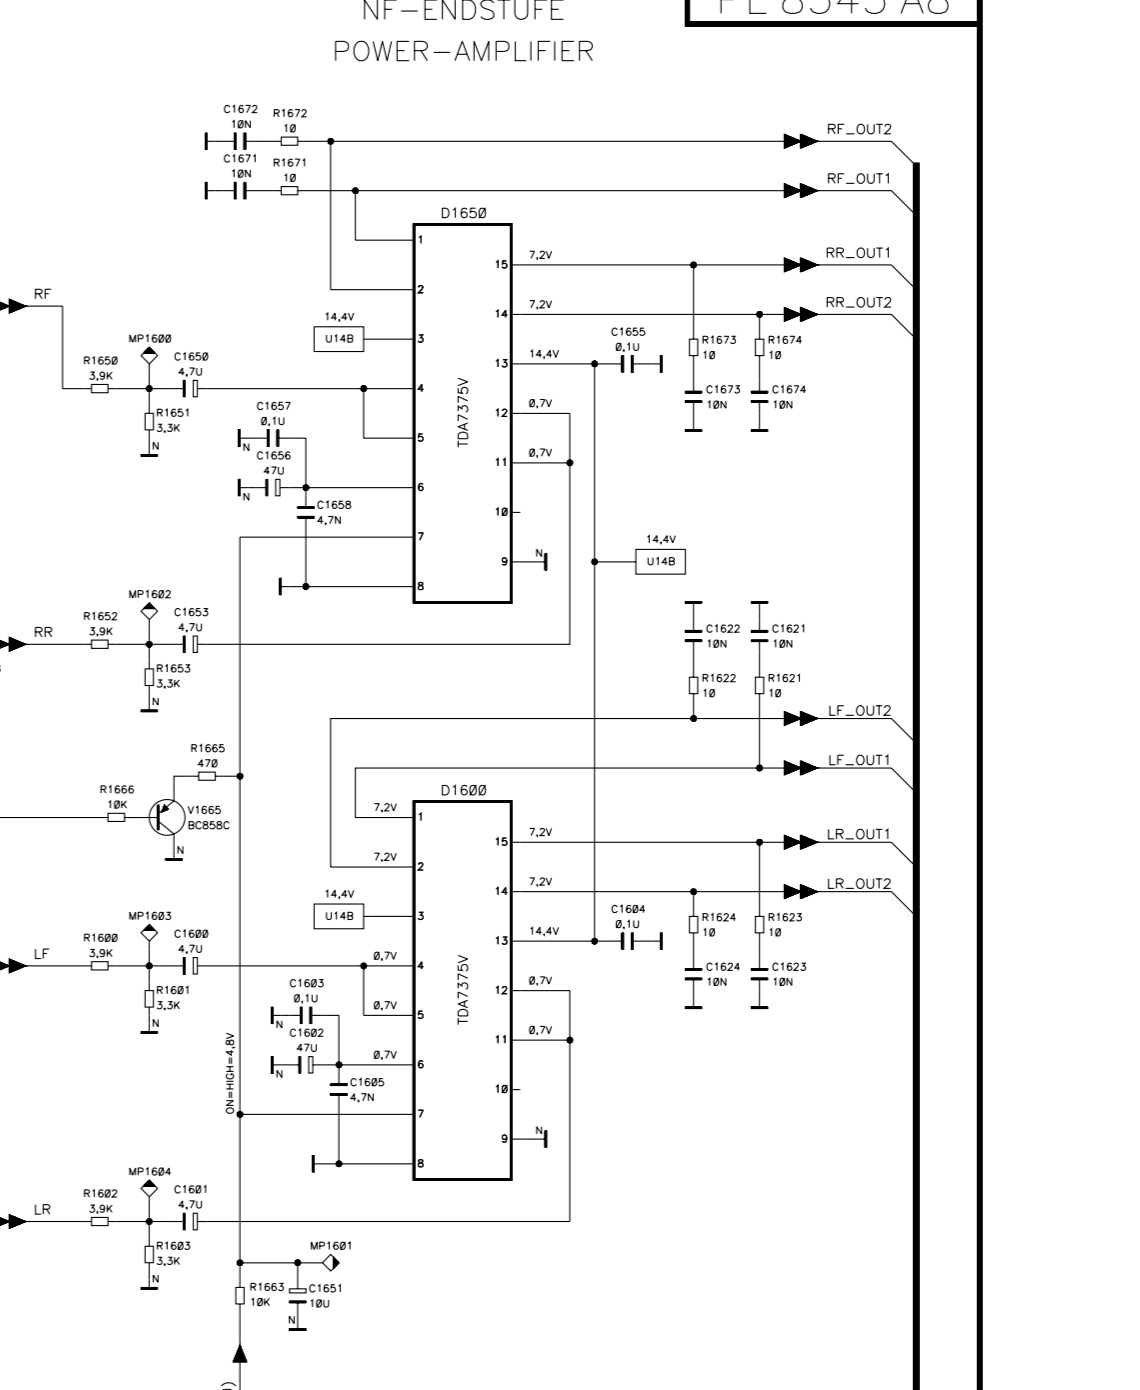 NF-ENDSTUFE
POWER-AMPLIFIER
C1672
10N
R1672
10
RF_OUT2
C1671
10N
R1671
10
RF_OUT1
D1650
1
15
7,2V
RR_OUT1
2
14
7,2V
RR_OUT2
RF
14,4V
U14B
3
13
14,4V
C1655
0,1U
R1673
10
R1674
10
MP1600
R1650
3,9K
C1650
4,7U
4
TDA7375V
12
0,7V
C1673
10N
C1674
10N
R1651
3,3K
N
C1657
0,1U
N
5
11
0,7V
C1656
47U
N
6
10
C1658
4,7N
7
9
N
14,4V
U14B
8
MP1602
R1652
3,9K
C1653
4,7U
RR
R1653
3,3K
N
C1622
10N
C1621
10N
R1622
10
R1621
10
LF_OUT2
LF_OUT1
R1665
470
R1666
10K
V1665
BC858C
N
D1600
7,2V
1
15
7,2V
LR_OUT1
7,2V
2
14
7,2V
LR_OUT2
14,4V
U14B
3
13
14,4V
C1604
0,1U
R1624
10
R1623
10
MP1603
R1600
3,9K
C1600
4,7U
LF
0,7V
4
TDA7375V
12
0,7V
C1624
10N
C1623
10N
R1601
3,3K
N
C1603
0,1U
N
0,7V
5
11
0,7V
C1602
47U
N
0,7V
6
10
C1605
4,7N
ON=HIGH=4,8V
7
9
N
8
MP1604
R1602
3,9K
C1601
4,7U
LR
R1603
3,3K
N
MP1601
R1663
10K
C1651
10U
N